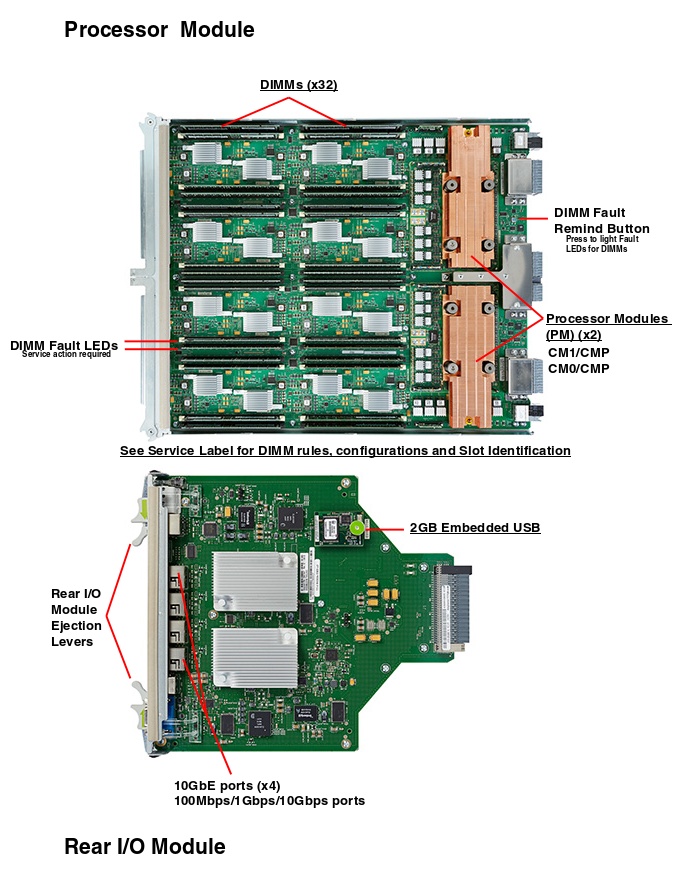 Processor Module
DIMMs (x32)
DIMM Fault
Remind Button
Press to light Fault
LEDs for DIMMs
Processor Modules
(PM) (x2)
CM1/CMP
CM0/CMP
DIMM Fault LEDs
Service action required
See Service Label for DIMM rules, configurations and Slot Identification
2GB Embedded USB
Rear I/O
Module
Ejection
Levers
10GbE ports (x4)
100Mbps/1Gbps/10Gbps ports
Rear I/O Module